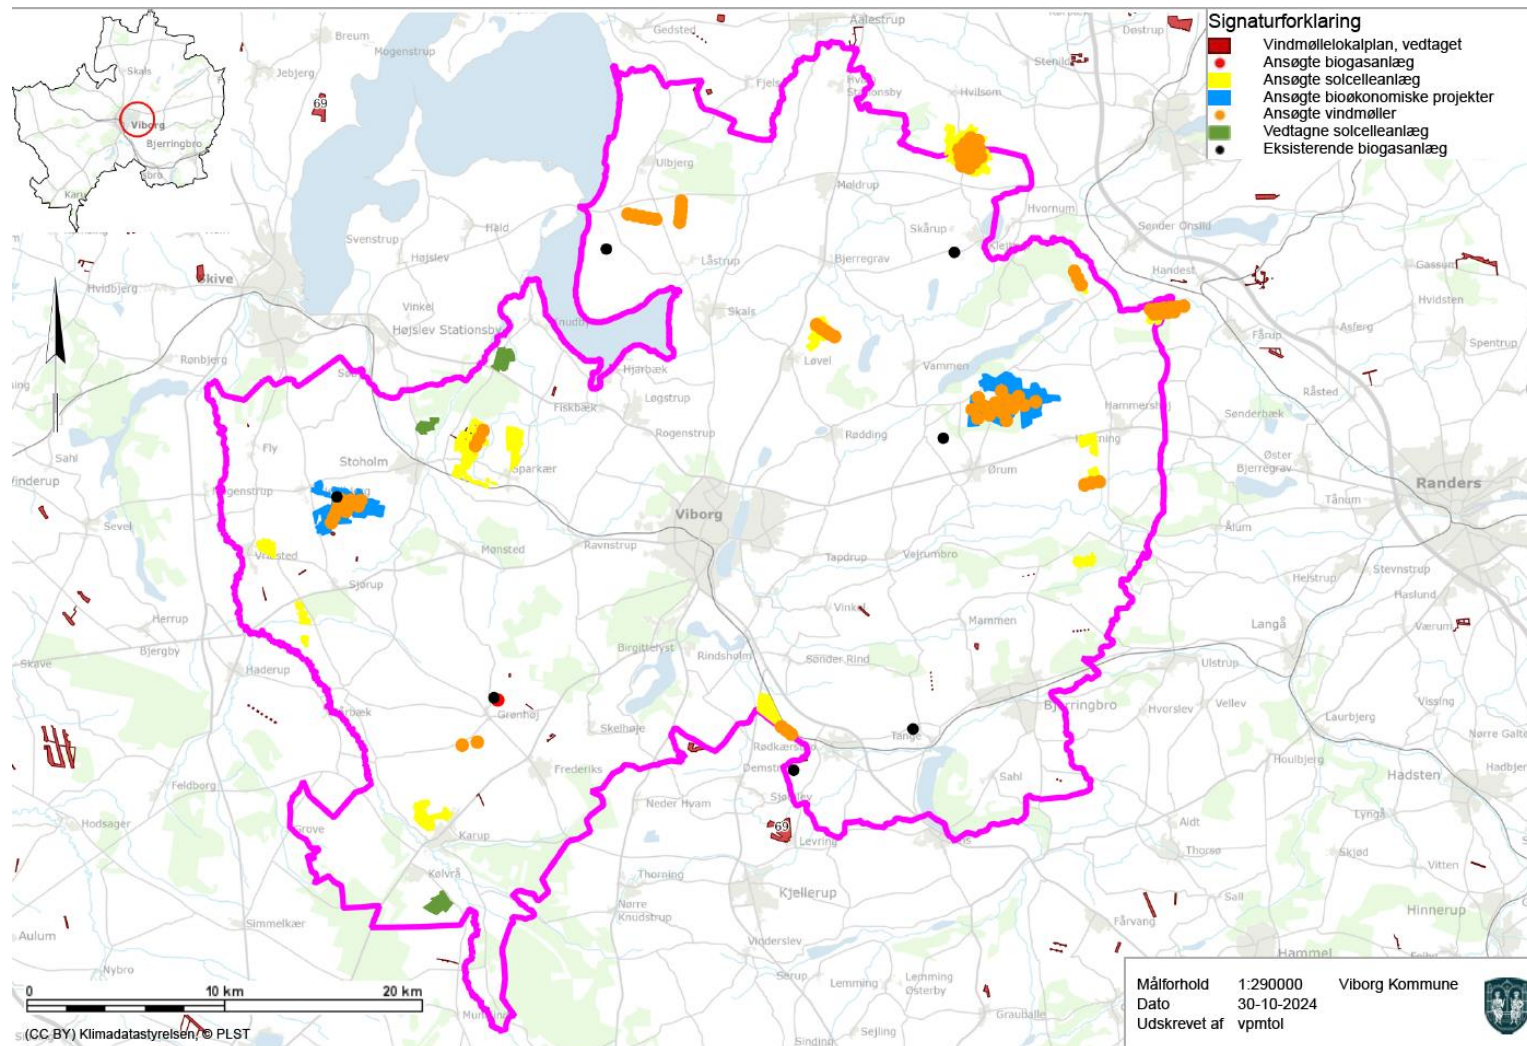 Signaturforklaring
Vindmøllelokalplan, vedtaget
Ansøgte biogasanlæg
Ansøgte solcelleanlæg
Ansøgte bioøkonomiske projekter
Ansøgte vindmøller
Vedtagne solcelleanlæg
Eksisterende biogasanlæg
Skals
Viborg
Bjerringbro
Breum
Mogenstrup
Jebjerg
69
Gedsted
Aalestrup
Døstrup
Hvilsom
Ulbjerg
Møldrup
Hvornum
Svenstrup
Hald
Skårup
Sønder Onsild
Højslev
Låstrup
Bjerregrav
Handest
Gassum
Skive
Hvidbjerg
Vinkel
Skals
Hvidsten
Højslev Stationsby
Asferg
Fårup
Spentrup
Rønbjerg
Løvel
Vammen
Hjarbæk
Løgstrup
Fiskbæk
Råsted
Hammershøj
Sønderbæk
Fly
Rogenstrup
Rødding
Sahl
Stoholm
Sparkær
Ørum
Øster
Bjerregrav
Randers
Sevel
Viborg
Tånum
Ålum
Mønsted
Ravnstrup
Tapdrup
Vejrumbro
Stevnstrup
Helstrup
Sjørup
Haslund
Herrup
Vinkel
Mammen
Langå
Værum
Birgittelyst
Rindsholm
Sønder Rind
Bjergby
Skave
Haderup
Ulstrup
Grønhøj
Skelhøje
Bjerringbro
Hvorslev
Vellev
Vissing
Laurbjerg
Rødkærsbro
Tange
Nørre Galte
Frederiks
Sahl
Houlbjerg
Feldborg
Hadsten
Neder Hvam
Hodsager
Grove
Karup
69
Levring
Aidt
Lyngå
Thorsø
Skjød
Kølvrå
Thorning
Vitten
Kjellerup
Sall
Nørre
Knudstrup
Simmelkær
Fårvang
Hinnerup
Aulum
Vinderslev
Hammel
Nybro
Serup
Lemming
Lemming
Østerby
Grauballe
Sejling
Sinding
0
10 km
20 km
(CC BY) Klimadatastyrelsen, © PLST
Målforhold 1:290000 Viborg Kommune
Dato 30-10-2024
Udskrevet af vpmtol